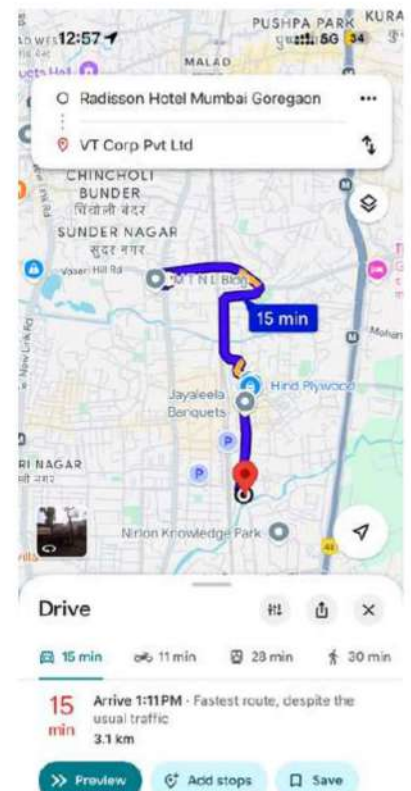 PUSHPA PARK
KURA
12:57
5G 34
MALAD
Radisson Hotel Mumbai Goregaon
VT Corp Pvt Ltd
CHINCHOLI
BUNDER
चिंचोली बंदर
SUNDER NAGAR
सुंदर नगर
M T N L Bldg
15 min
Hind Plywood
Jayaleela
Banquets
RI NAGAR
Nirlon Knowledge Park
Drive
15 min
11 min
28 min
30 min
15
min
Arrive 1:11 PM · Fastest route, despite the
usual traffic
3.1 km
Preview
Add stops
Save